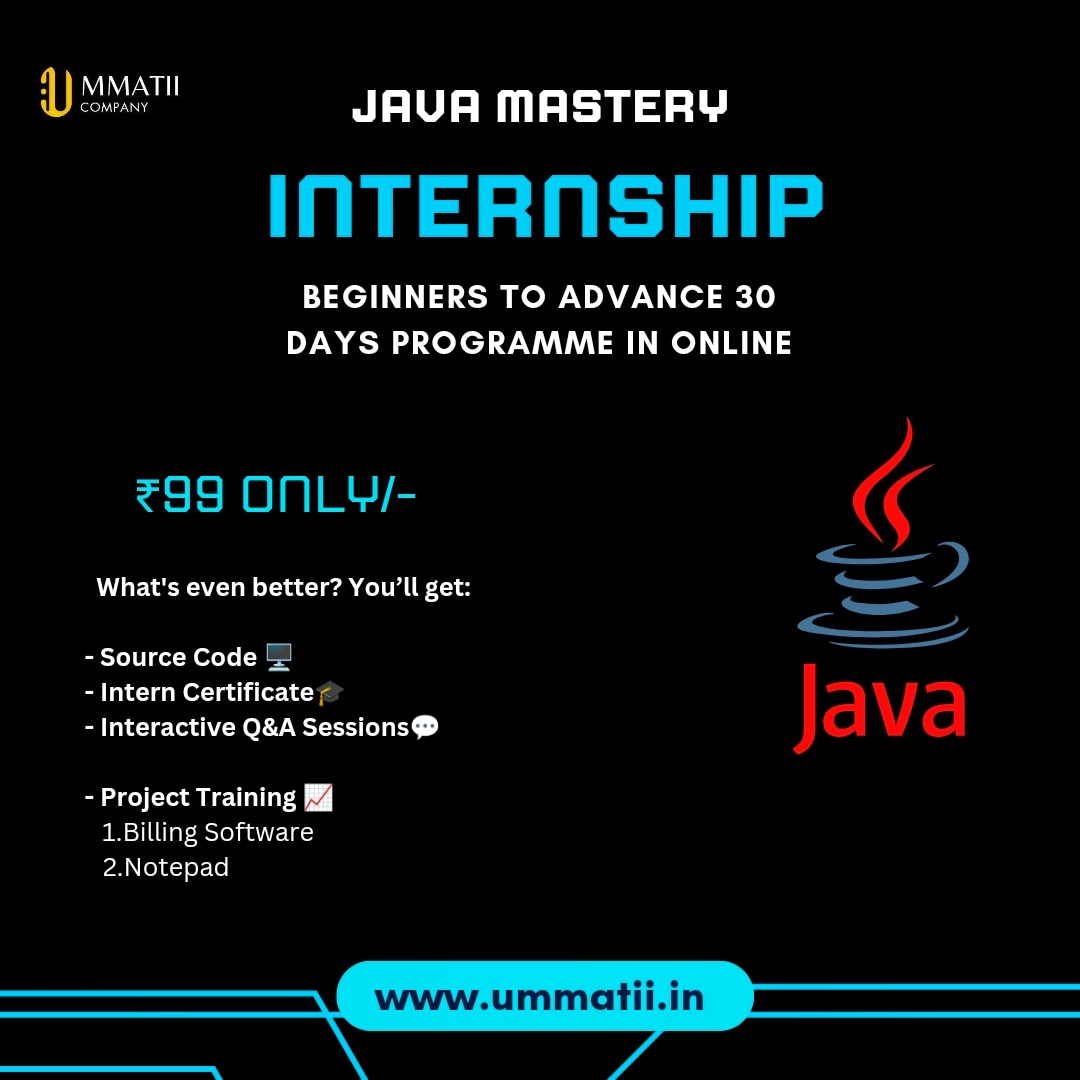 UMMATII
COMPANY
JAVA MASTERY
INTERNSHIP
BEGINNERS TO ADVANCE 30
DAYS PROGRAMME IN ONLINE
₹99 ONLY/-
What's even better? You’ll get:
- Source Code 🖥️
- Intern Certificate🎓
- Interactive Q&A Sessions💬
- Project Training 📈
1.Billing Software
2.Notepad
Java
www.ummatii.in